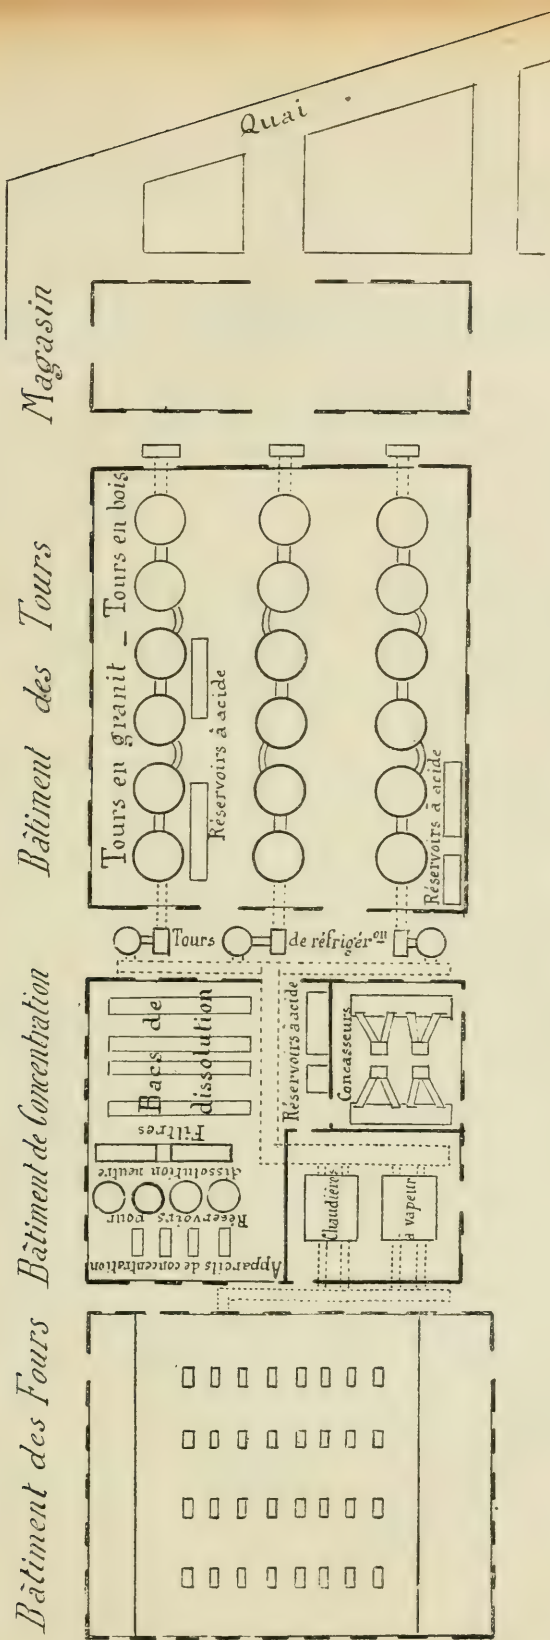 Quai
Magasin
Bâtiment des Tours
Tours en granit _ Tours en bois
Réservoirs à acide
Réservoirs à acide
Tours de réfrigéron
Bâtiment de Concentration
Bacs de
dissolution
Filtres
Réservoirs pour
dissolution neutre
Appareils de concentration
Réservoirs à acide
Concasseurs
Chaudières
à vapeur
Bâtiment des Fours